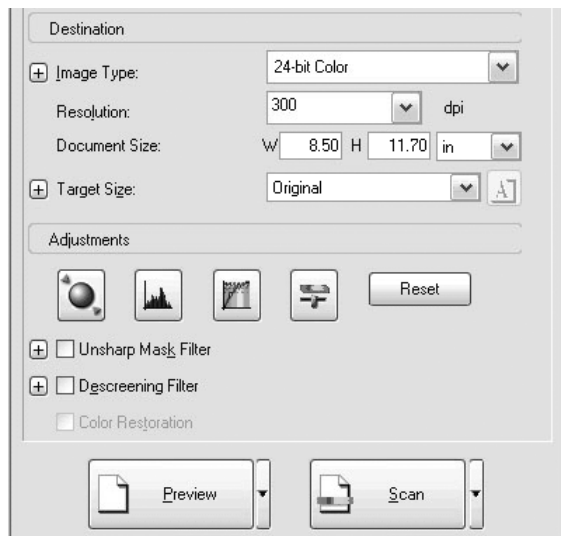 Destination
Image Type: 24-bit Color
Resolution: 300 dpi
Document Size: W 8.50 H 11.70 in
Target Size: Original
Adjustments
Reset
Unsharp Mask Filter
Descreening Filter
Color Restoration
Preview Scan